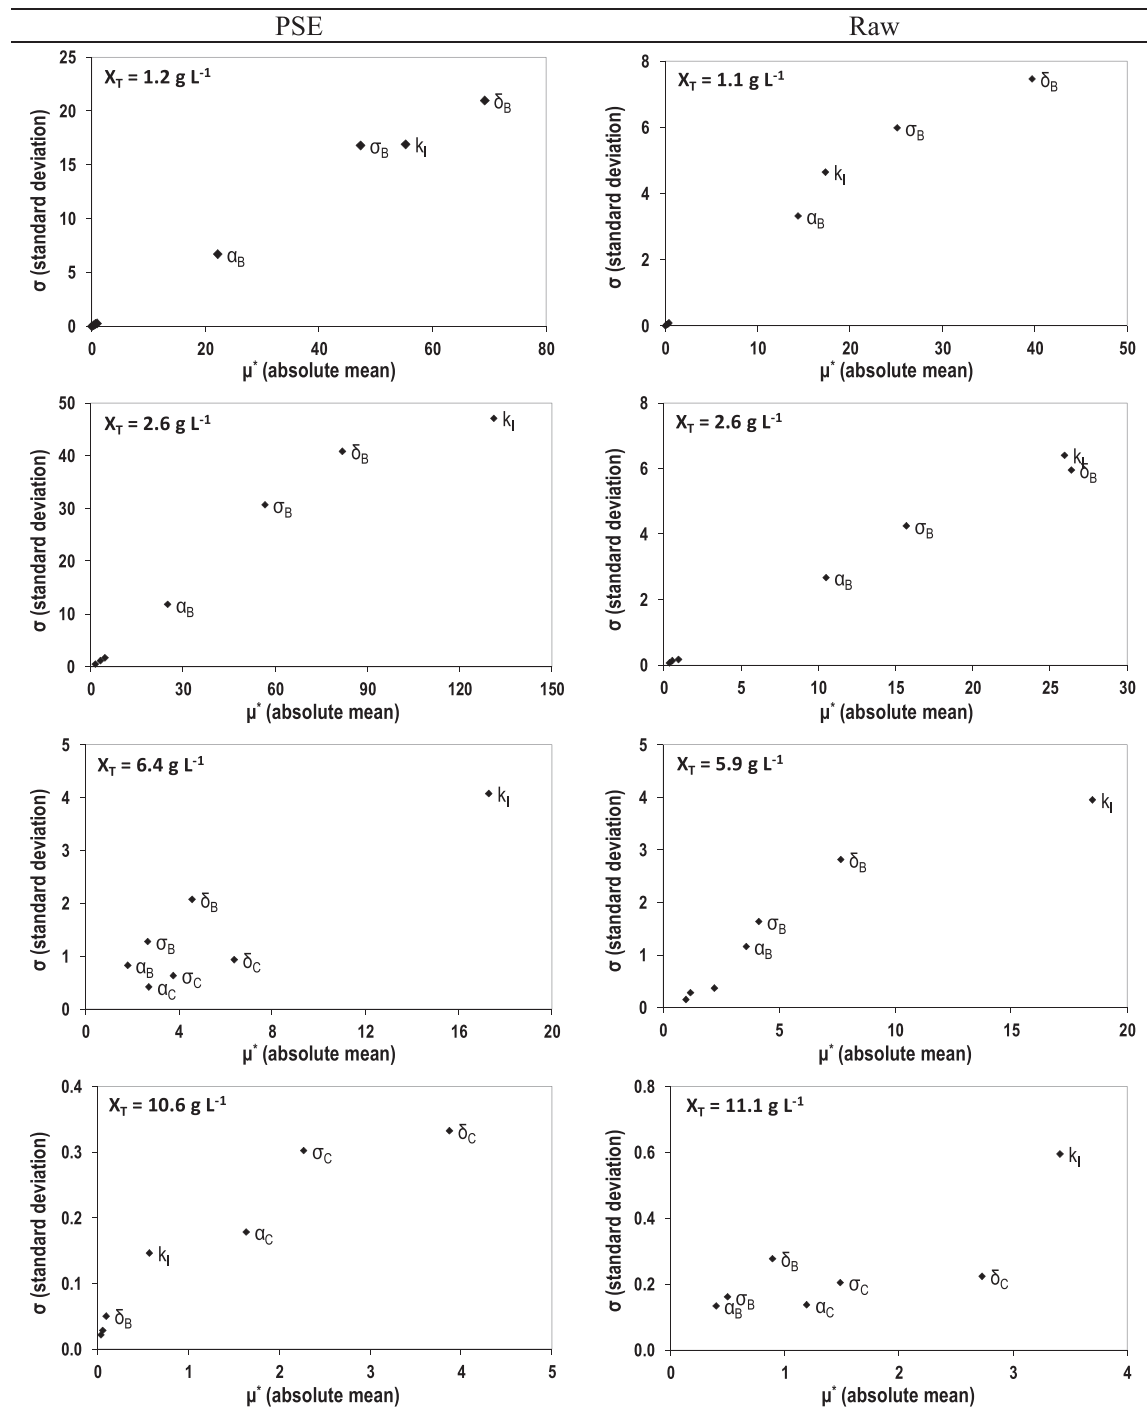 PSE Raw
X_T = 1.2 g L⁻¹
25
20
15
10
5
0
σ (standard deviation)
δ_B
σ_B k_I
α_B
0 20 40 60 80
μ* (absolute mean)
X_T = 1.1 g L⁻¹
8
6
4
2
0
σ (standard deviation)
δ_B
σ_B
k_I
α_B
0 10 20 30 40 50
μ* (absolute mean)
X_T = 2.6 g L⁻¹
50
40
30
20
10
0
σ (standard deviation)
k_I
δ_B
σ_B
α_B
0 30 60 90 120 150
μ* (absolute mean)
X_T = 2.6 g L⁻¹
8
6
4
2
0
σ (standard deviation)
k_I
δ_B
σ_B
α_B
0 5 10 15 20 25 30
μ* (absolute mean)
X_T = 6.4 g L⁻¹
5
4
3
2
1
0
σ (standard deviation)
k_I
δ_B
σ_B
δ_C
α_B
σ_C
α_C
0 4 8 12 16 20
μ* (absolute mean)
X_T = 5.9 g L⁻¹
5
4
3
2
1
0
σ (standard deviation)
k_I
δ_B
σ_B
α_B
0 5 10 15 20
μ* (absolute mean)
X_T = 10.6 g L⁻¹
0.4
0.3
0.2
0.1
0.0
σ (standard deviation)
δ_C
σ_C
α_C
k_I
δ_B
0 1 2 3 4 5
μ* (absolute mean)
X_T = 11.1 g L⁻¹
0.8
0.6
0.4
0.2
0.0
σ (standard deviation)
k_I
δ_B
δ_C
σ_C
σ_B
α_B
α_C
0 1 2 3 4
μ* (absolute mean)